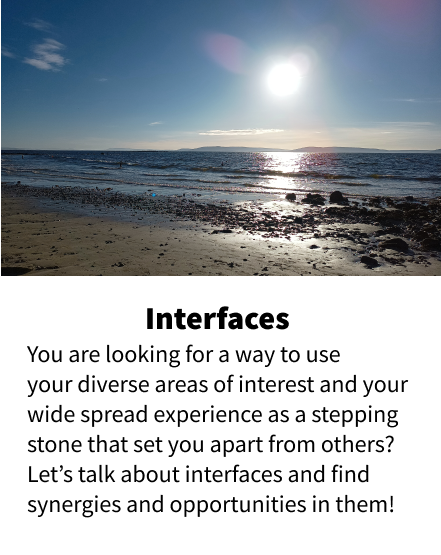 Interfaces
You are looking for a way to use
your diverse areas of interest and your
wide spread experience as a stepping
stone that set you apart from others?
Let’s talk about interfaces and find
synergies and opportunities in them!